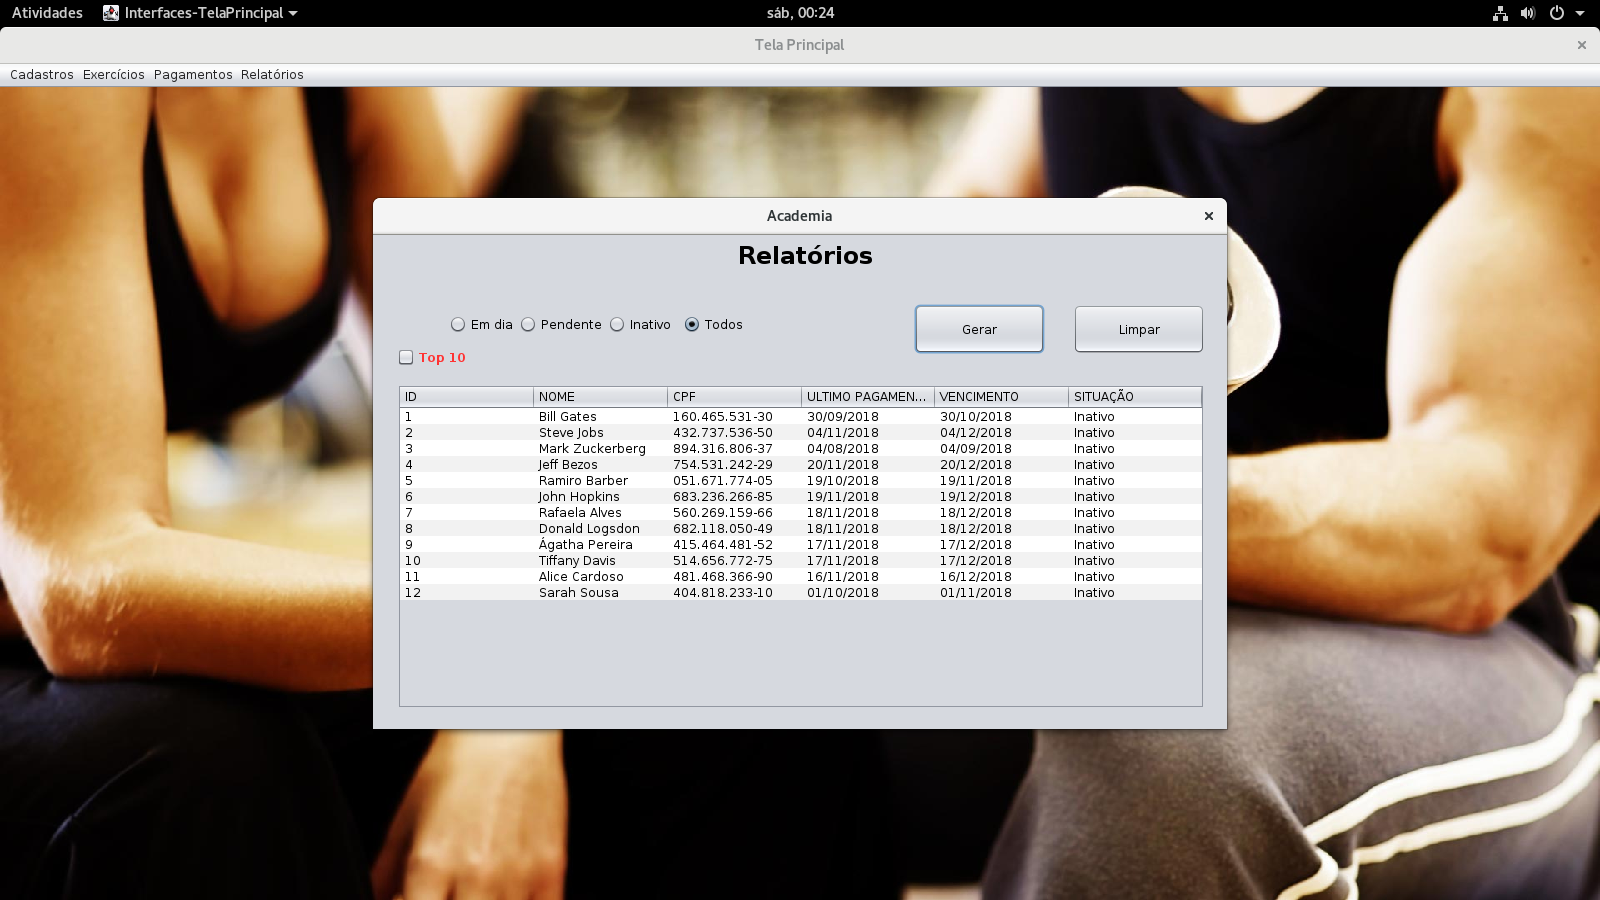 Atividades Interfaces-TelaPrincipal sáb, 00:24
Tela Principal
Cadastros Exercícios Pagamentos Relatórios
Academia
Relatórios
Em dia Pendente Inativo Todos Gerar Limpar
Top 10
ID NOME CPF ULTIMO PAGAMEN... VENCIMENTO SITUAÇÃO
1 Bill Gates 160.465.531-30 30/09/2018 30/10/2018 Inativo
2 Steve Jobs 432.737.536-50 04/11/2018 04/12/2018 Inativo
3 Mark Zuckerberg 894.316.806-37 04/08/2018 04/09/2018 Inativo
4 Jeff Bezos 754.531.242-29 20/11/2018 20/12/2018 Inativo
5 Ramiro Barber 051.671.774-05 19/10/2018 19/11/2018 Inativo
6 John Hopkins 683.236.266-85 19/11/2018 19/12/2018 Inativo
7 Rafaela Alves 560.269.159-66 18/11/2018 18/12/2018 Inativo
8 Donald Logsdon 682.118.050-49 18/11/2018 18/12/2018 Inativo
9 Ágatha Pereira 415.464.481-52 17/11/2018 17/12/2018 Inativo
10 Tiffany Davis 514.656.772-75 17/11/2018 17/12/2018 Inativo
11 Alice Cardoso 481.468.366-90 16/11/2018 16/12/2018 Inativo
12 Sarah Sousa 404.818.233-10 01/10/2018 01/11/2018 Inativo